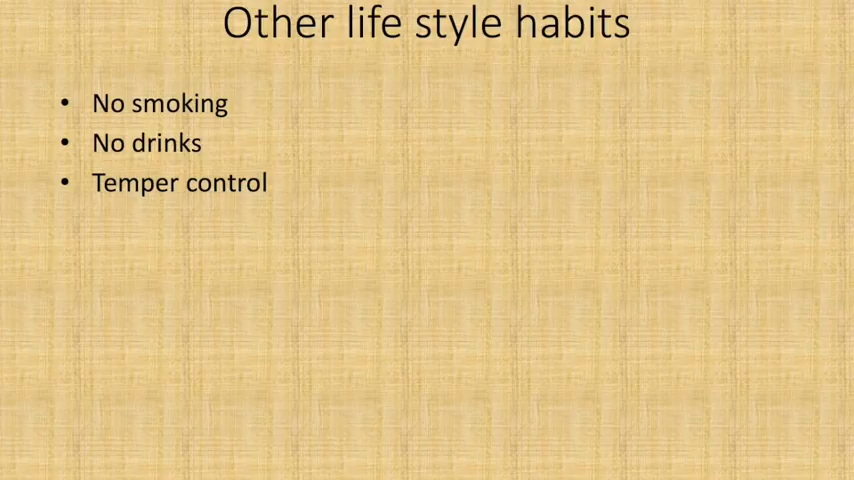 Other life style habits
• No smoking
• No drinks
• Temper control